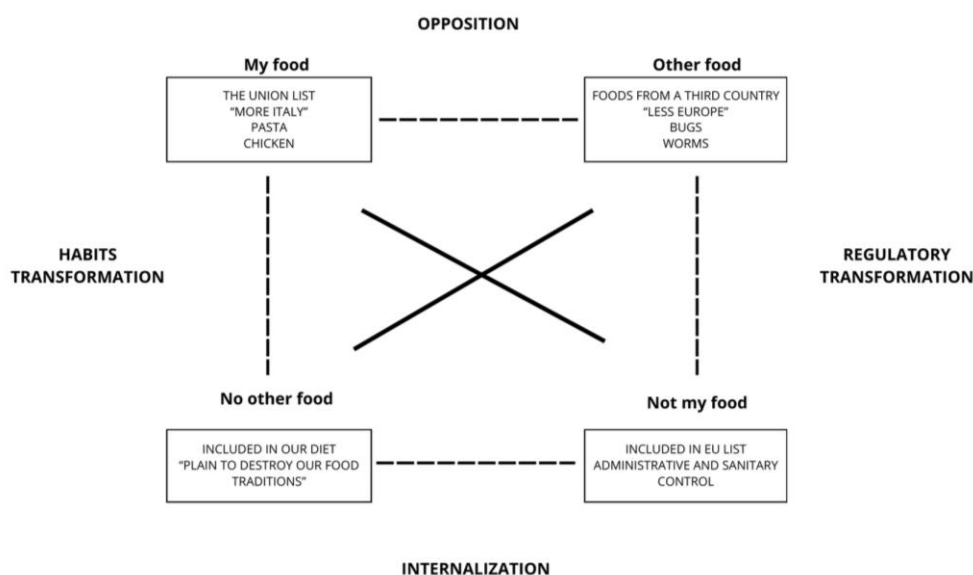 OPPOSITION
My food
Other food
THE UNION LIST
“MORE ITALY”
PASTA
CHICKEN
FOODS FROM A THIRD COUNTRY
“LESS EUROPE”
BUGS
WORMS
HABITS
TRANSFORMATION
REGULATORY
TRANSFORMATION
No other food
Not my food
INCLUDED IN OUR DIET
“PLAIN TO DESTROY OUR FOOD
TRADITIONS”
INCLUDED IN EU LIST
ADMINISTRATIVE AND SANITARY
CONTROL
INTERNALIZATION